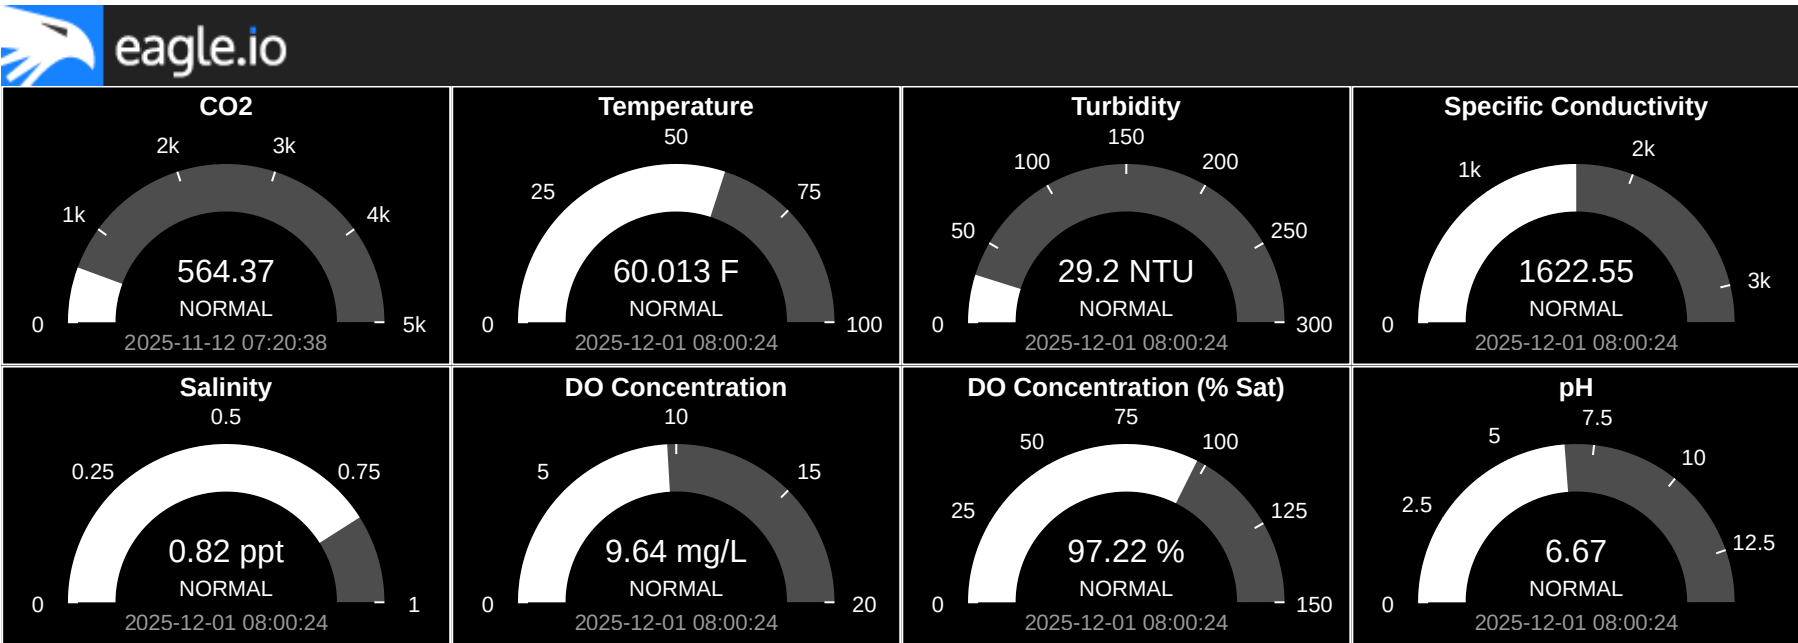 eagle.io
CO2
2k 3k
1k 4k
564.37
NORMAL
0 5k
2025-11-12 07:20:38
Temperature
50
25 75
60.013 F
NORMAL
0 100
2025-12-01 08:00:24
Turbidity
150
100 200
50 250
29.2 NTU
NORMAL
0 300
2025-12-01 08:00:24
Specific Conductivity
2k
1k
1622.55
3k
NORMAL
0
2025-12-01 08:00:24
Salinity
0.5
0.25 0.75
0.82 ppt
NORMAL
0 1
2025-12-01 08:00:24
DO Concentration
10
5 15
9.64 mg/L
NORMAL
0 20
2025-12-01 08:00:24
DO Concentration (% Sat)
75
50 100
25 125
97.22 %
NORMAL
0 150
2025-12-01 08:00:24
pH
7.5
5 10
2.5
12.5
6.67
NORMAL
0
2025-12-01 08:00:24